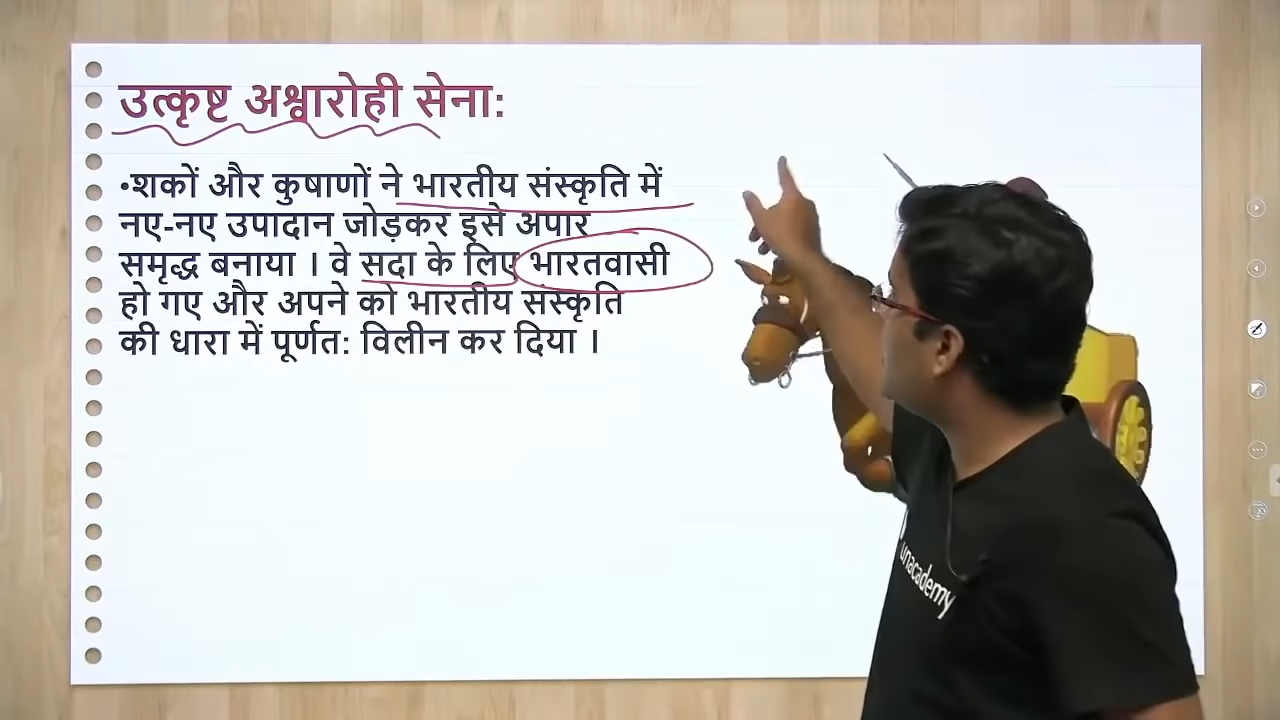 उत्कृष्ट अश्वारोही सेना:
•शकों और कुषाणों ने भारतीय संस्कृति में
नए-नए उपादान जोड़कर इसे अपार
समृद्ध बनाया । वे सदा के लिए भारतवासी
हो गए और अपने को भारतीय संस्कृति
की धारा में पूर्णत: विलीन कर दिया ।
unacademy